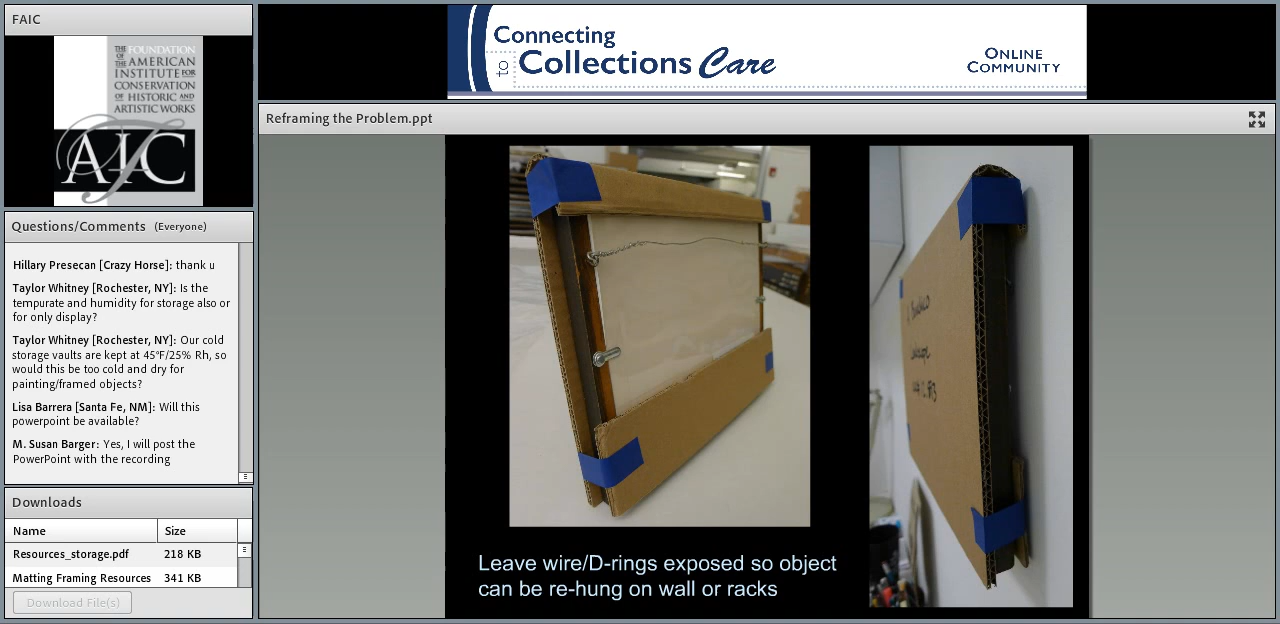 FAIC
THE FOUNDATION
OF THE AMERICAN
INSTITUTE FOR
CONSERVATION
OF HISTORIC AND
ARTISTIC WORKS
FAIC
Questions/Comments (Everyone)
Hillary Presecan [Crazy Horse]: thank u
Taylor Whitney [Rochester, NY]: Is the
tempurate and humidity for storage also or
for only display?
Taylor Whitney [Rochester, NY]: Our cold
storage vaults are kept at 45°F/25% Rh, so
would this be too cold and dry for
painting/framed objects?
Lisa Barrera [Santa Fe, NM]: Will this
powerpoint be available?
M. Susan Barger: Yes, I will post the
PowerPoint with the recording
Downloads
Name Size
Resources_storage.pdf 218 KB
Matting Framing Resources 341 KB
Download File(s)
Connecting
to Collections Care
ONLINE
COMMUNITY
Reframing the Problem.ppt
Leave wire/D-rings exposed so object
can be re-hung on wall or racks